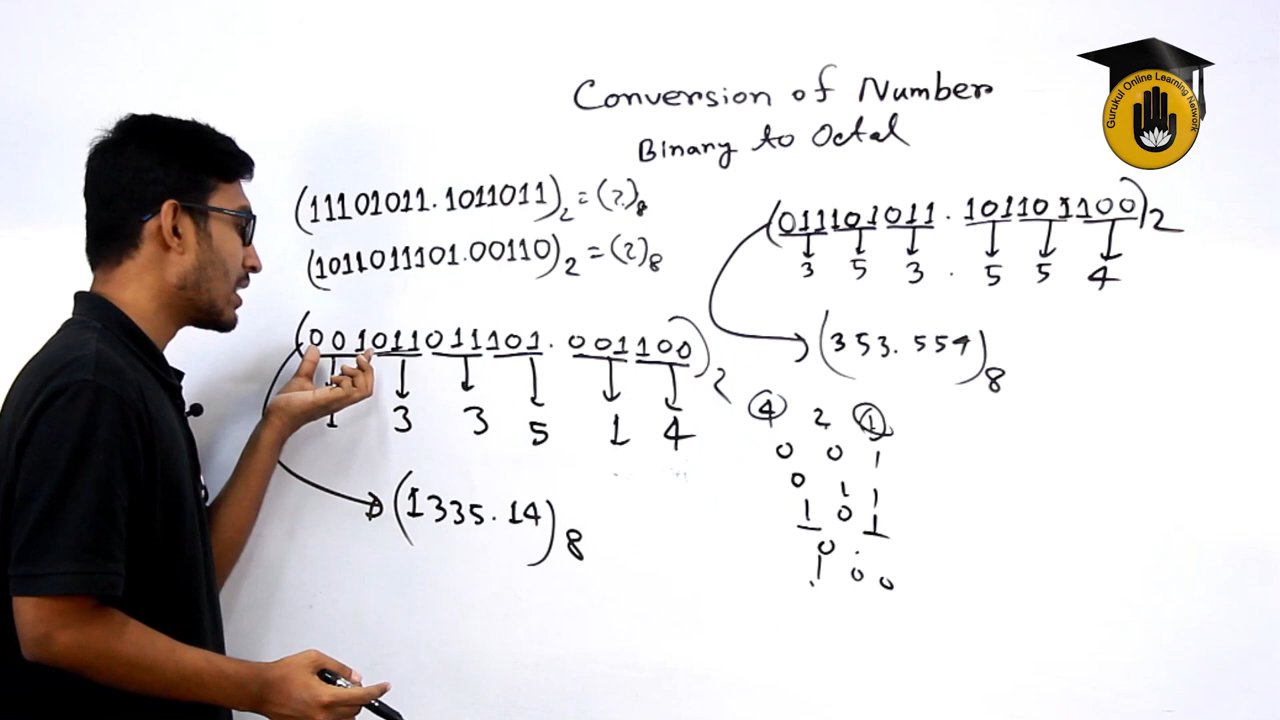 Conversion of Number
Binary to Octal
Gurukul Online Learning Network
(11101011.1011011)₂ = (?)₈
(1011011101.00110)₂ = (?)₈
(001011011101.001100)₂
1 3 3 5 1 4
(1335.14)₈
(011101011.101101100)₂
3 5 3 . 5 5 4
(353.554)₈
4 2 1
0 0 1
0 1 1
1 0 1
0
1 0 0